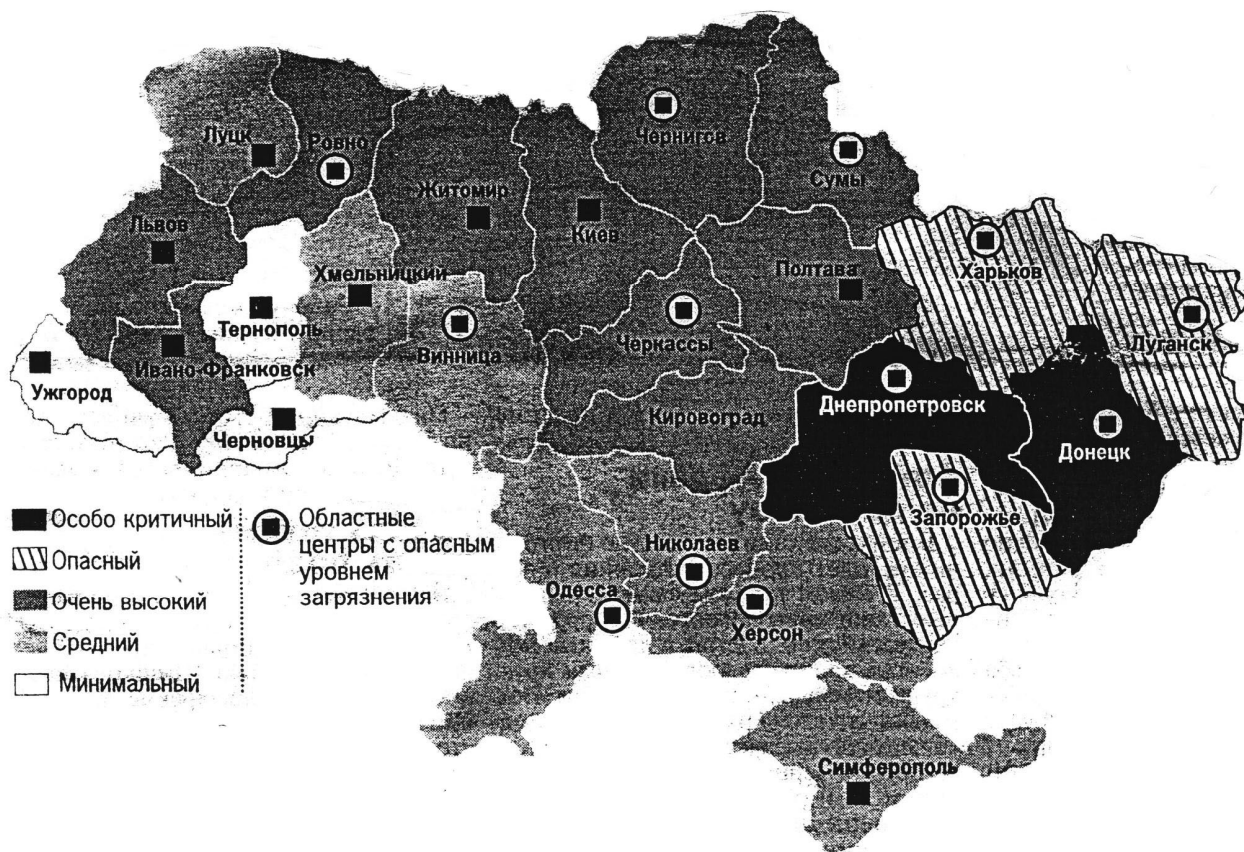 Чернигов
Луцк
Ровно
Сумы
Житомир
Киев
Львов
Харьков
Полтава
Хмельницкий
Тернополь
Винница
Черкассы
Луганск
Ивано-Франковск
Ужгород
Днепропетровск
Кировоград
Черновцы
Донецк
Запорожье
Николаев
Одесса
Херсон
Симферополь
Особо критичный
Опасный
Очень высокий
Средний
Минимальный
Областные
центры с опасным
уровнем
загрязнения